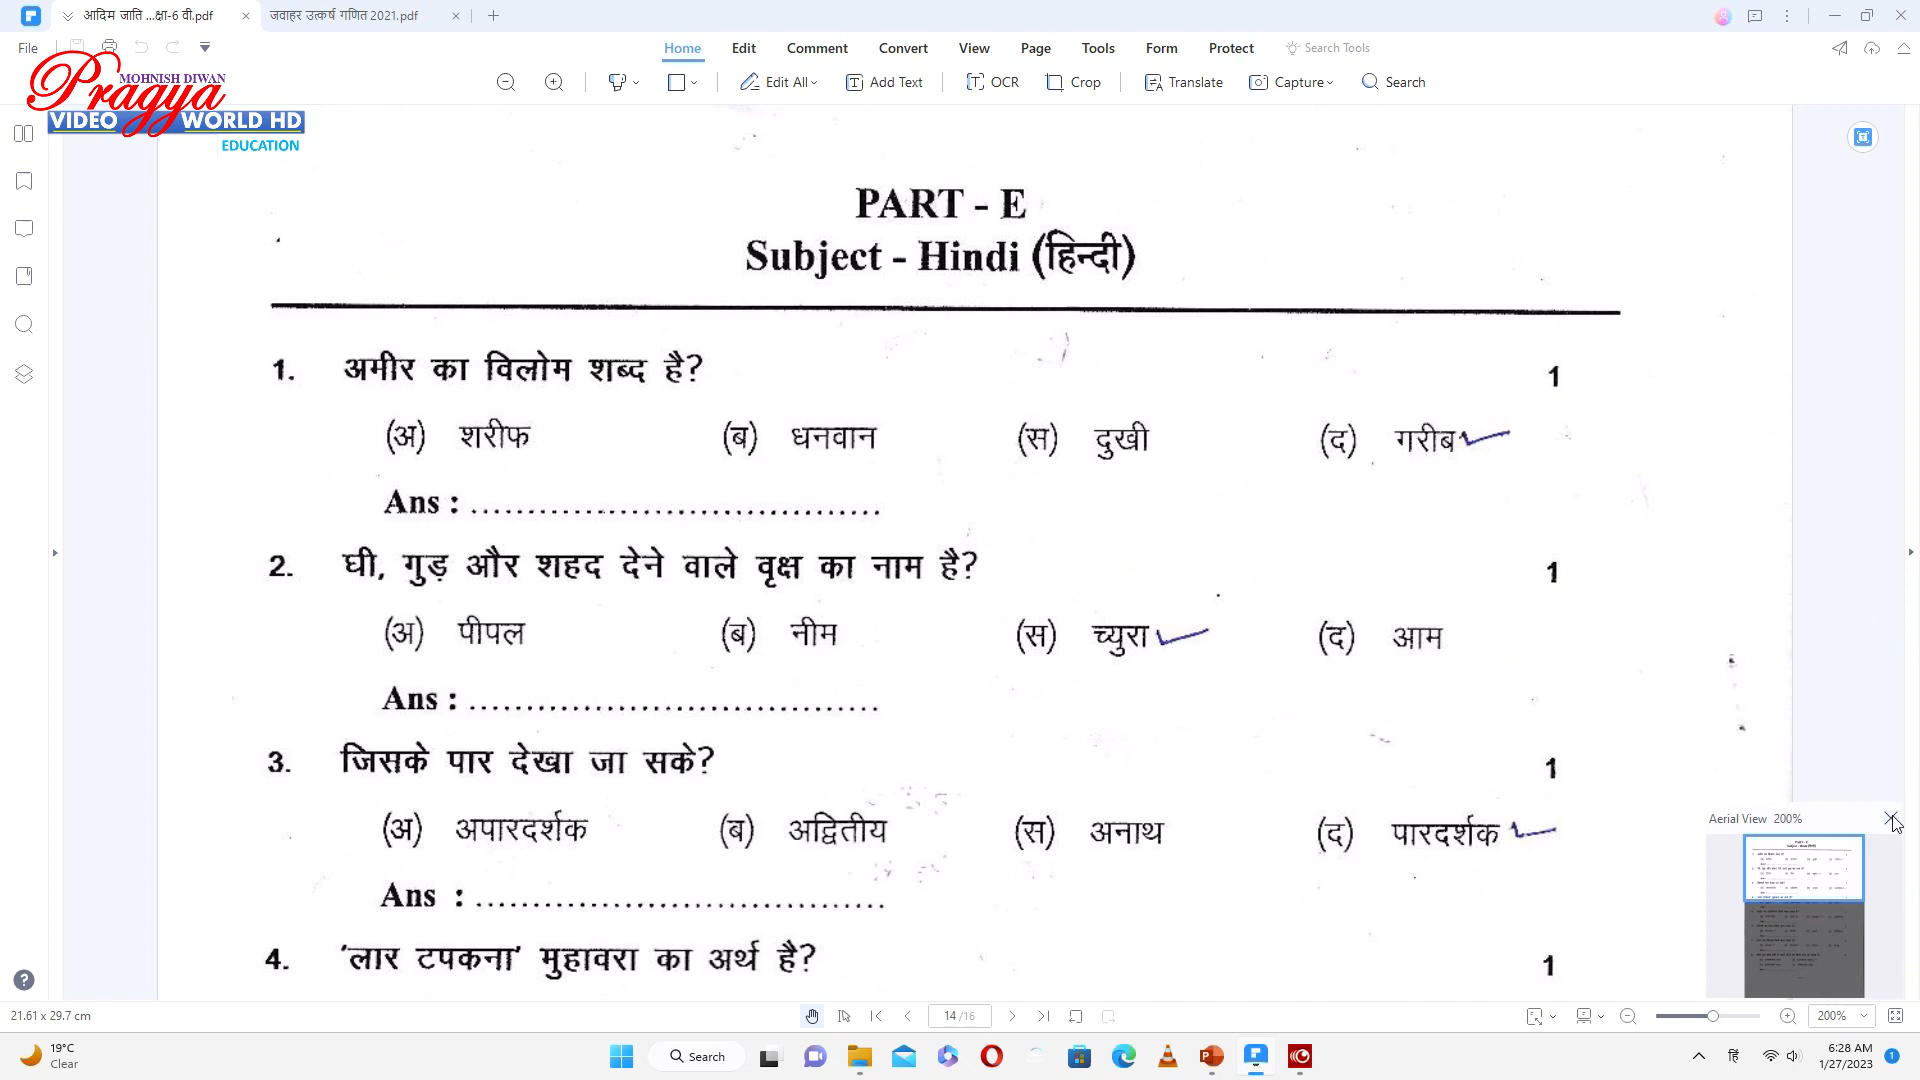 आदिम जाति ...क्षा-6 वी.pdf
जवाहर उत्कर्ष गणित 2021.pdf
File
Home Edit Comment Convert View Page Tools Form Protect Search Tools
Edit All Add Text OCR Crop Translate Capture Search
MOHNISH DIWAN
Pragya
VIDEO WORLD HD
EDUCATION
PART - E
Subject - Hindi (हिन्दी)
1. अमीर का विलोम शब्द है? 1
(अ) शरीफ (ब) धनवान (स) दुखी (द) गरीब
Ans : ....................................
2. घी, गुड़ और शहद देने वाले वृक्ष का नाम है? 1
(अ) पीपल (ब) नीम (स) च्युरा (द) आम
Ans : ....................................
3. जिसके पार देखा जा सके? 1
(अ) अपारदर्शक (ब) अद्वितीय (स) अनाथ (द) पारदर्शक
Ans : ....................................
4. 'लार टपकना' मुहावरा का अर्थ है? 1
Aerial View 200%
21.61 x 29.7 cm
14 /16
200%
19°C
Clear
Search
हिं
6:28 AM
1/27/2023
1